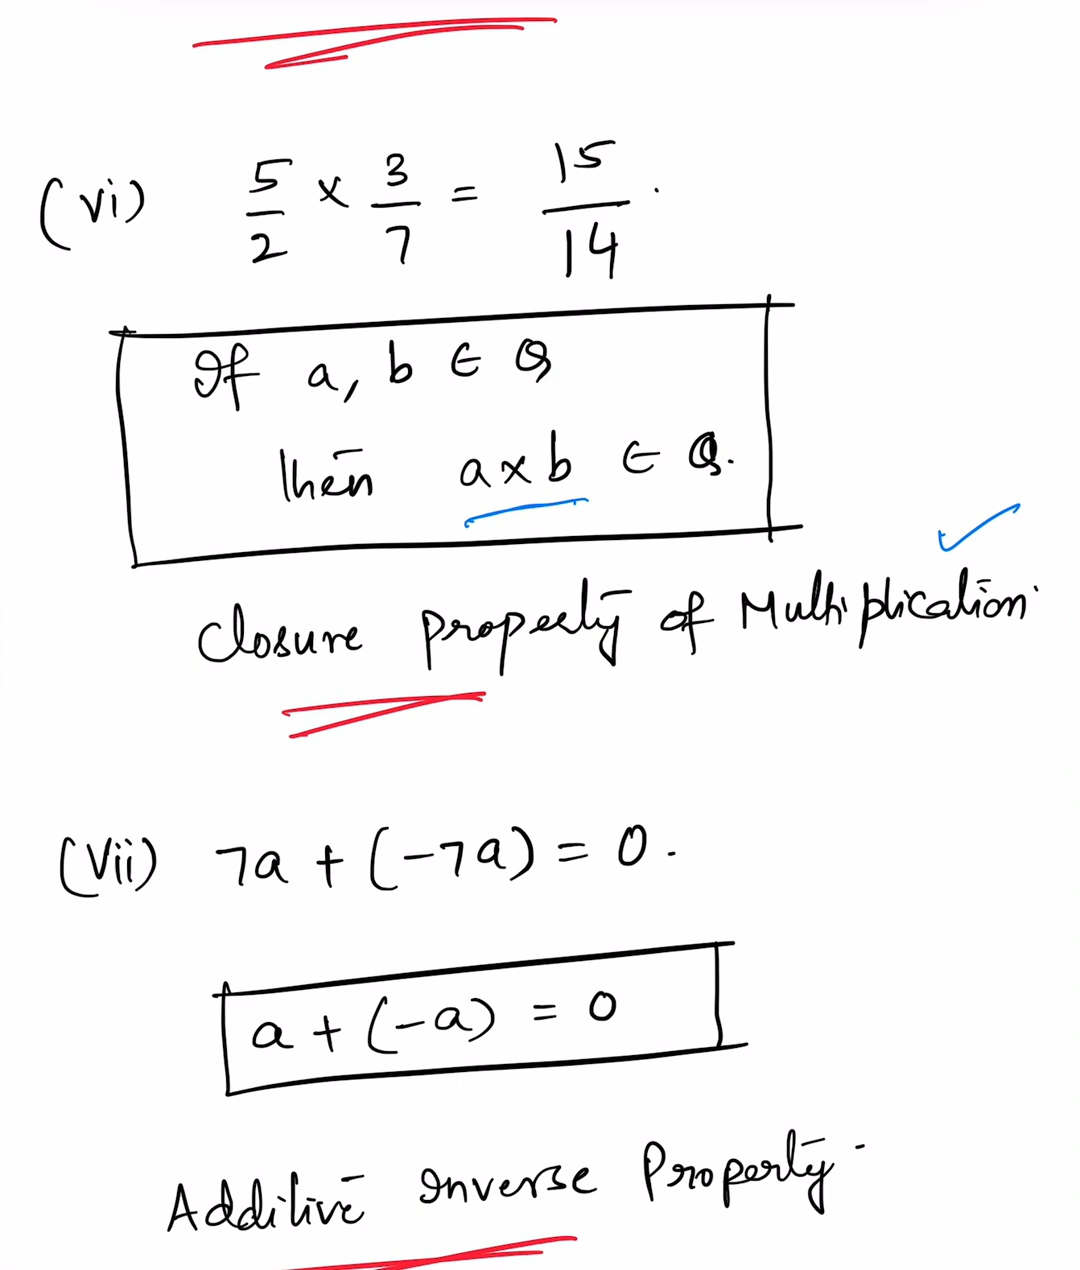 (vi) 5/2 × 3/7 = 15/14.
If a, b ∈ Q
then a×b ∈ Q.
Closure property of Multiplication.
(Vii) 7a + (-7a) = 0.
a + (-a) = 0
Additive Inverse Property.